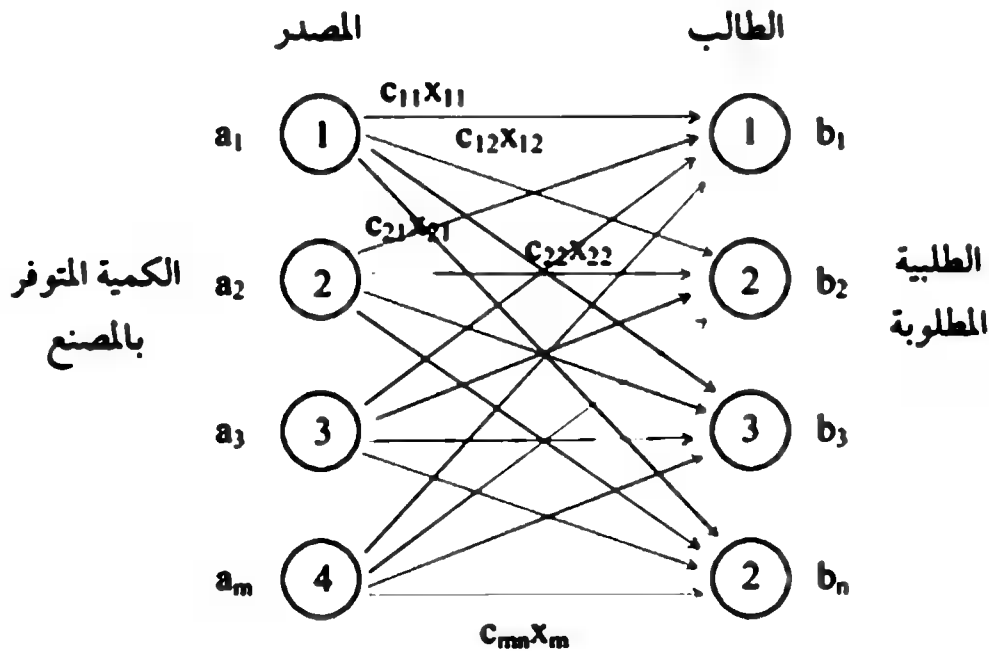 المصدر
الطالب
c₁₁x₁₁
a₁ 1 1 b₁
c₁₂x₁₂
c₂₁x₂₁
c₂₂x₂₂
الكمية المتوفر
بالمصنع
a₂ 2 2 b₂
الطلبية
المطلوبة
a₃ 3 3 b₃
aₘ 4 2 bₙ
cₘₙxₘ